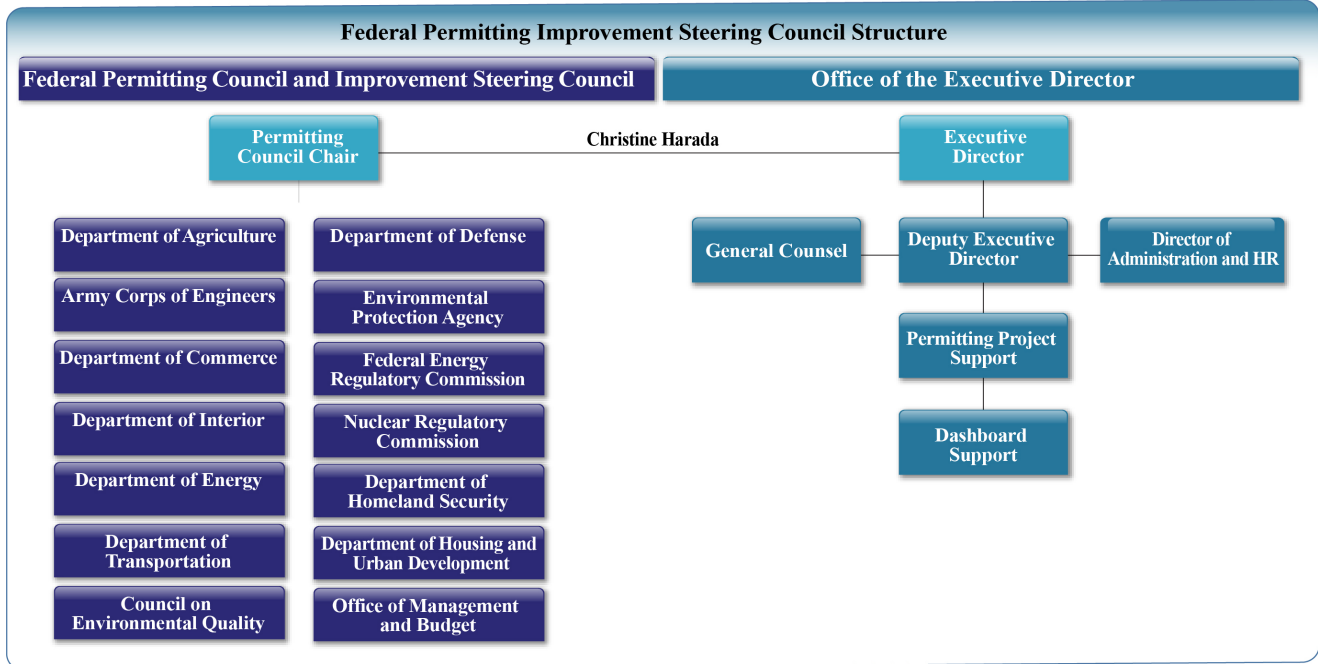 Federal Permitting Improvement Steering Council Structure
Federal Permitting Council and Improvement Steering Council
Office of the Executive Director
Permitting
Council Chair
Christine Harada
Executive
Director
Department of Agriculture
Department of Defense
Army Corps of Engineers
Environmental
Protection Agency
Department of Commerce
Federal Energy
Regulatory Commission
Department of Interior
Nuclear Regulatory
Commission
Department of Energy
Department of
Homeland Security
Department of
Transportation
Department of Housing and
Urban Development
Council on
Environmental Quality
Office of Management
and Budget
General Counsel
Deputy Executive
Director
Director of
Administration and HR
Permitting Project
Support
Dashboard
Support